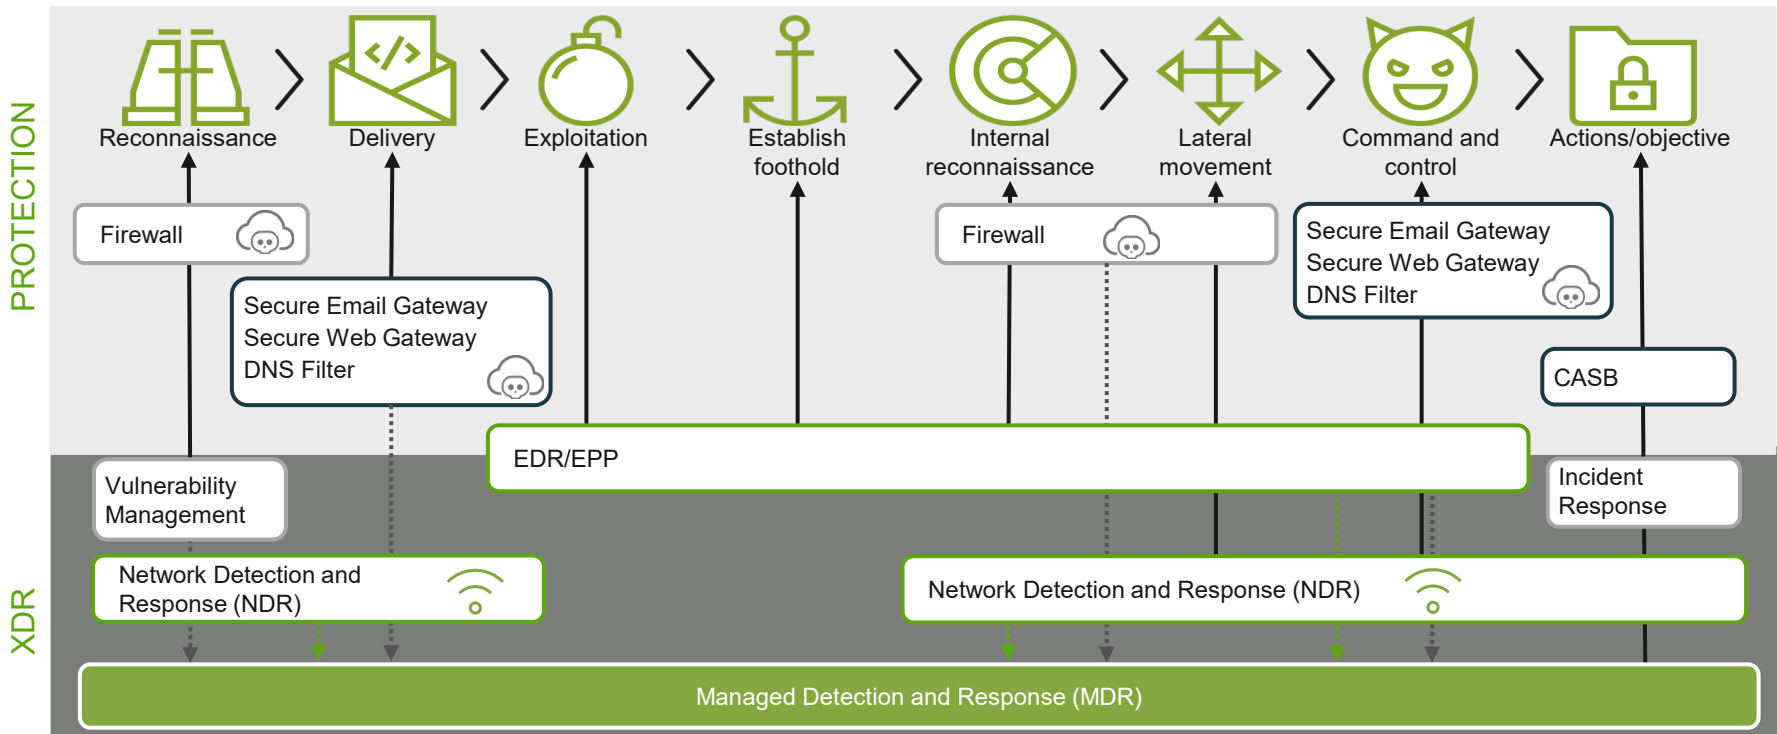 PROTECTION
XDR
Reconnaissance
Delivery
Exploitation
Establish
foothold
Internal
reconnaissance
Lateral
movement
Command and
control
Actions/objective
Firewall
Secure Email Gateway
Secure Web Gateway
DNS Filter
Firewall
Secure Email Gateway
Secure Web Gateway
DNS Filter
CASB
EDR/EPP
Vulnerability
Management
Incident
Response
Network Detection and
Response (NDR)
Network Detection and Response (NDR)
Managed Detection and Response (MDR)